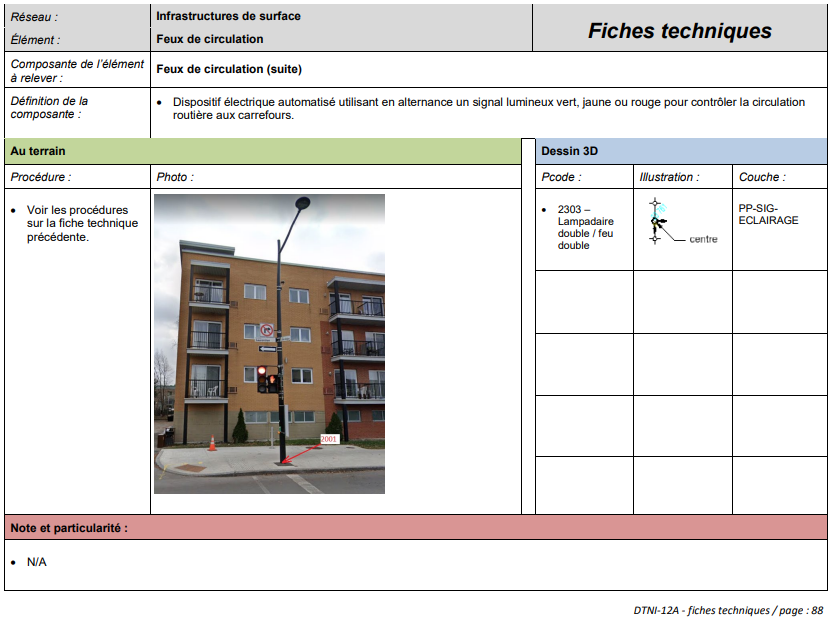 Réseau :
Infrastructures de surface
Fiches techniques
Élément :
Feux de circulation
Composante de l'élément
à relever :
Feux de circulation (suite)
Définition de la
composante :
• Dispositif électrique automatisé utilisant en alternance un signal lumineux vert, jaune ou rouge pour contrôler la circulation
routière aux carrefours.
Au terrain
Dessin 3D
Procédure :
Photo :
Pcode :
Illustration :
Couche :
• Voir les procédures
sur la fiche technique
précédente.
2001
• 2303 –
Lampadaire
double / feu
double
centre
PP-SIG-
ECLAIRAGE
Note et particularité :
• N/A
DTNI-12A - fiches techniques / page : 88